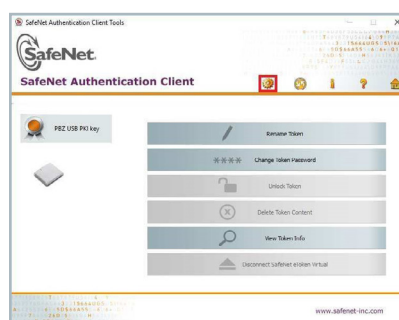 SafeNet Authentication Client Tools
SafeNet.
SafeNet Authentication Client
PBZ USB PKI key
Rename Token
**** Change Token Password
Unlock Token
Delete Token Content
View Token Info
Disconnect SafeNet eToken Virtual
www.safenet-inc.com